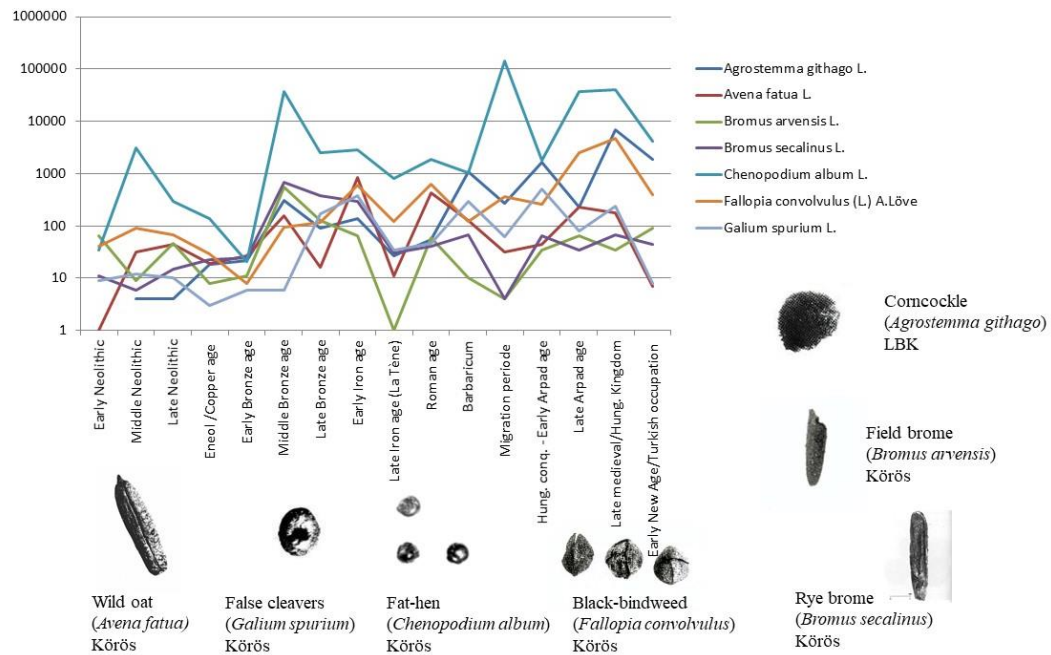 1000000
100000
10000
1000
100
10
1
Early Neolithic
Middle Neolithic
Late Neolithic
Eneol /Copper age
Early Bronze age
Middle Bronze age
Late Bronze age
Early Iron age
Late Iron age (La Tène)
Roman age
Barbaricum
Migration periode
Hung. conq. - Early Arpad age
Late Arpad age
Late medieval/Hung. Kingdom
Early New Age/Turkish occupation
Agrostemma githago L.
Avena fatua L.
Bromus arvensis L.
Bromus secalinus L.
Chenopodium album L.
Fallopia convolvulus (L.) A.Löve
Galium spurium L.
Corncockle
(Agrostemma githago)
LBK
Field brome
(Bromus arvensis)
Körös
Wild oat
(Avena fatua)
Körös
False cleavers
(Galium spurium)
Körös
Fat-hen
(Chenopodium album)
Körös
Black-bindweed
(Fallopia convolvulus)
Körös
Rye brome
(Bromus secalinus)
Körös